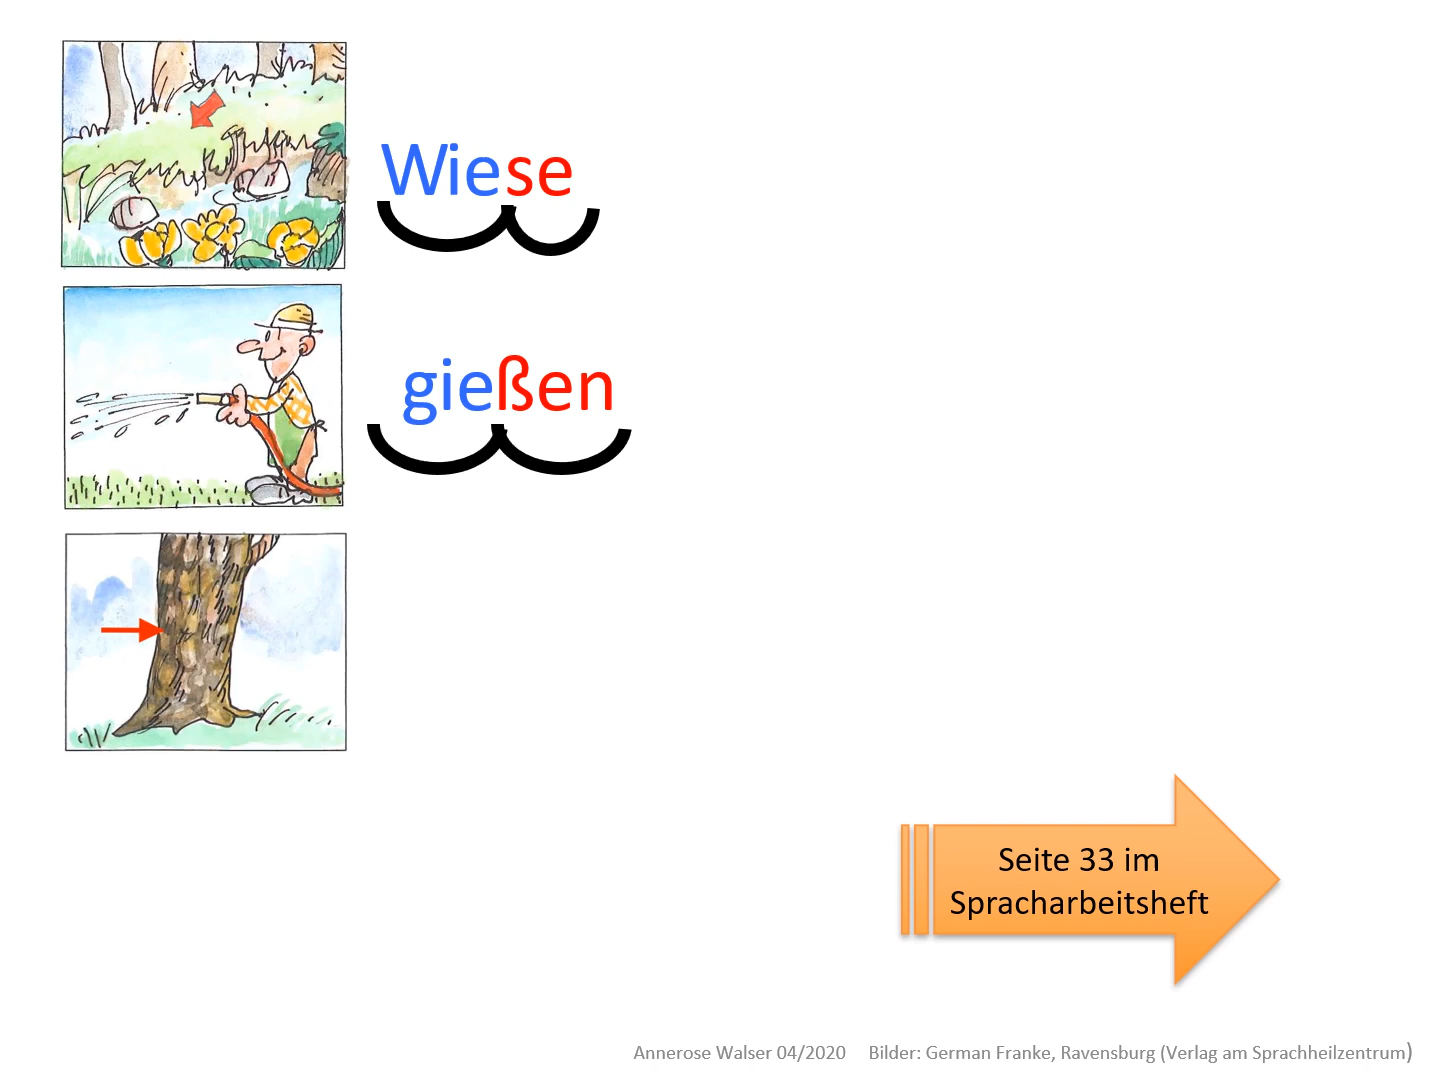 Wiese
gießen
Seite 33 im
Spracharbeitsheft
Annerose Walser 04/2020 Bilder: German Franke, Ravensburg (Verlag am Sprachheilzentrum)